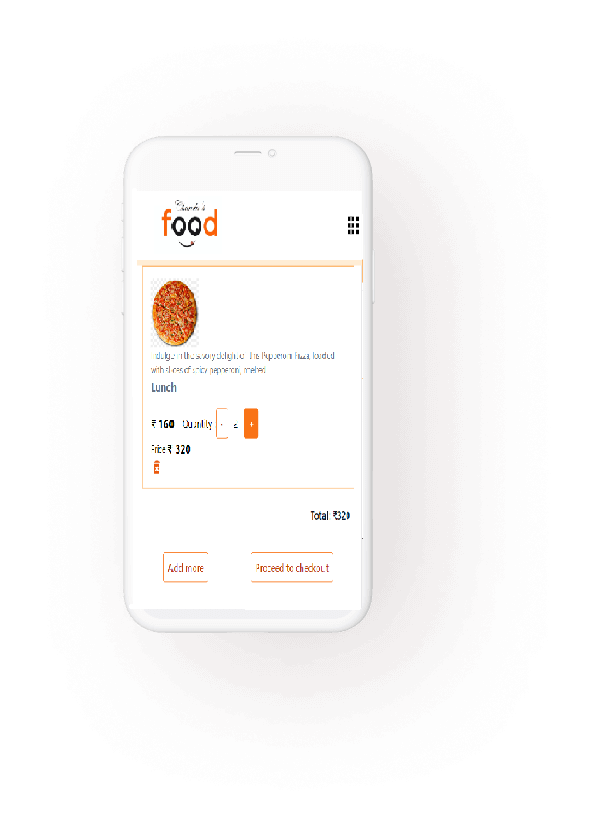 food
Indulge in the savory delight of this Pepperoni Pizza, loaded
with slices of spicy pepperoni, melted
Lunch
₹ 160 Quantity - 2 +
Price ₹ 320
Total: ₹320
Add more Proceed to checkout